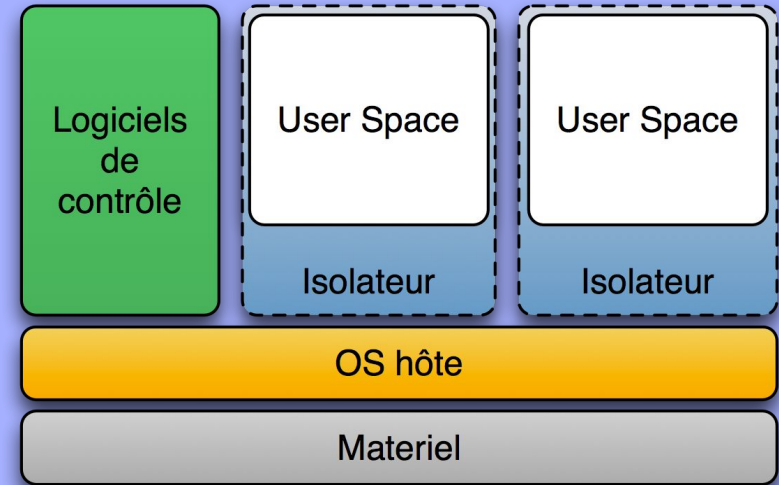 Logiciels
de
contrôle
User Space
Isolateur
User Space
Isolateur
OS hôte
Materiel